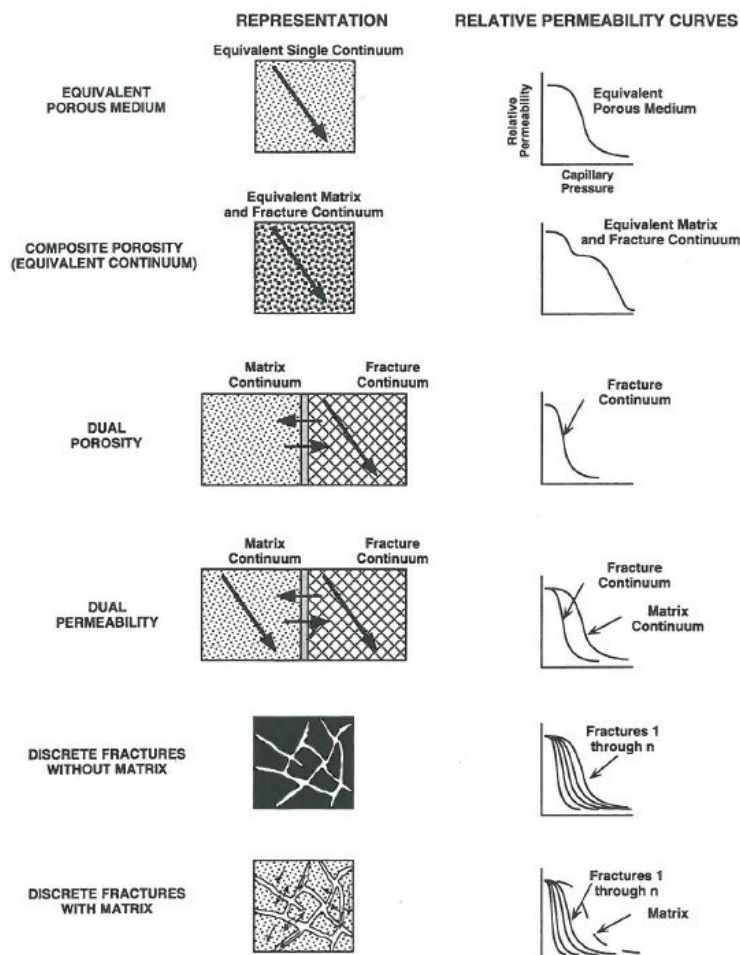 REPRESENTATION
RELATIVE PERMEABILITY CURVES
Equivalent Single Continuum
EQUIVALENT
POROUS MEDIUM
Relative
Permeability
Equivalent
Porous Medium
Capillary
Pressure
Equivalent Matrix
and Fracture Continuum
COMPOSITE POROSITY
(EQUIVALENT CONTINUUM)
Equivalent Matrix
and Fracture Continuum
Matrix
Continuum
Fracture
Continuum
DUAL
POROSITY
Fracture
Continuum
Matrix
Continuum
Fracture
Continuum
DUAL
PERMEABILITY
Fracture
Continuum
Matrix
Continuum
DISCRETE FRACTURES
WITHOUT MATRIX
Fractures 1
through n
DISCRETE FRACTURES
WITH MATRIX
Fractures 1
through n
Matrix